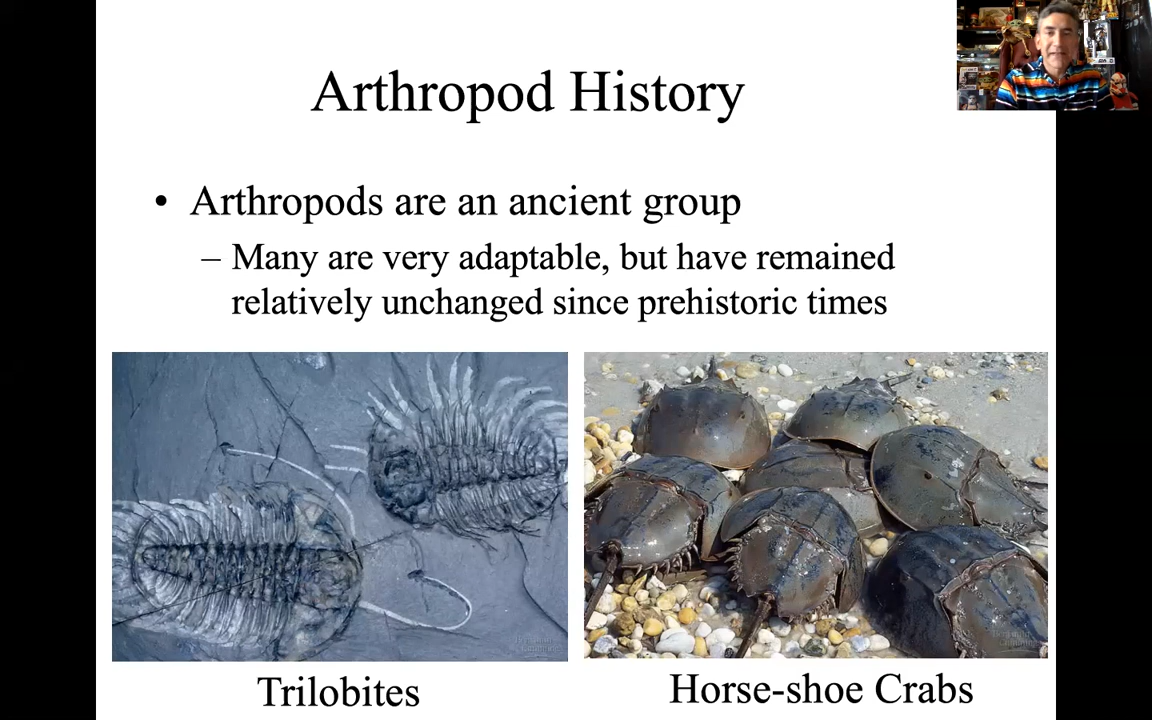 Arthropod History
• Arthropods are an ancient group
– Many are very adaptable, but have remained
relatively unchanged since prehistoric times
Trilobites
Horse-shoe Crabs